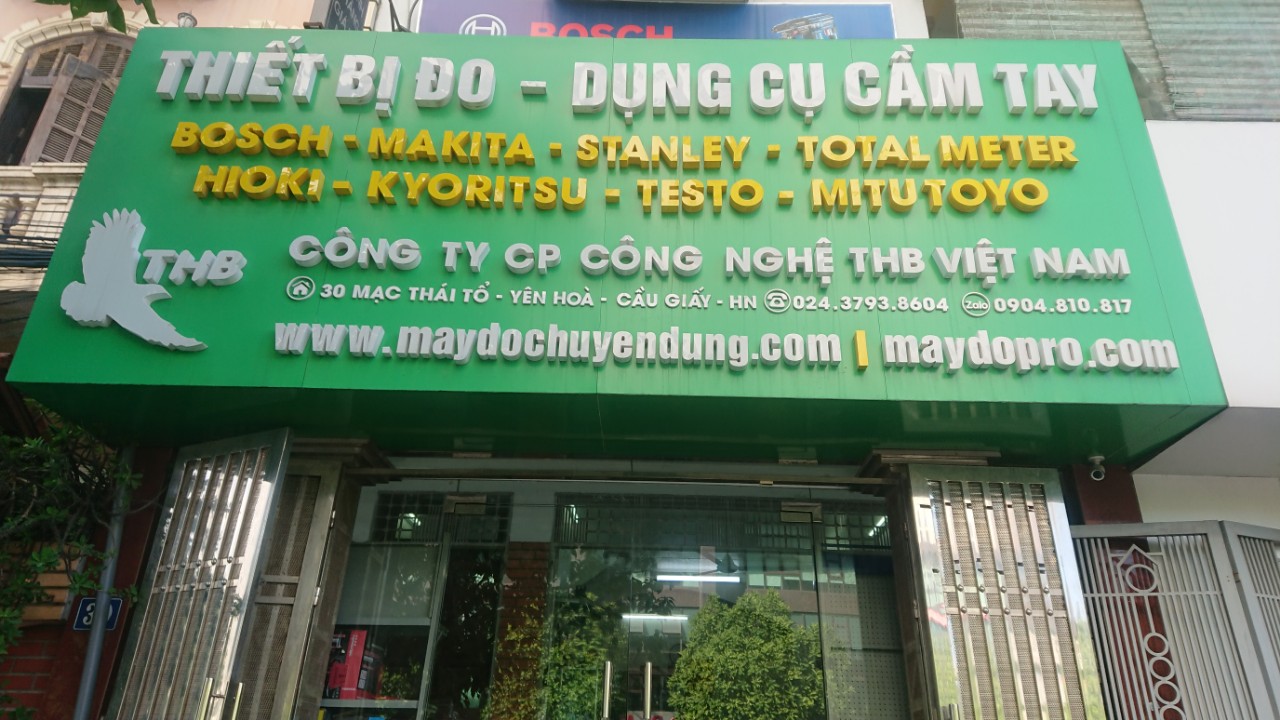 BOSCH
THIẾT BỊ ĐO - DỤNG CỤ CẦM TAY
BOSCH - MAKITA - STANLEY - TOTAL METER
HIOKI - KYORITSU - TESTO - MITUTOYO
THB
CÔNG TY CP CÔNG NGHỆ THB VIỆT NAM
30 MẠC THÁI TỔ - YÊN HOÀ - CẦU GIẤY - HN 024.3793.8604 Zalo 0904.810.817
www.maydochuyendung.com | maydopro.com
30